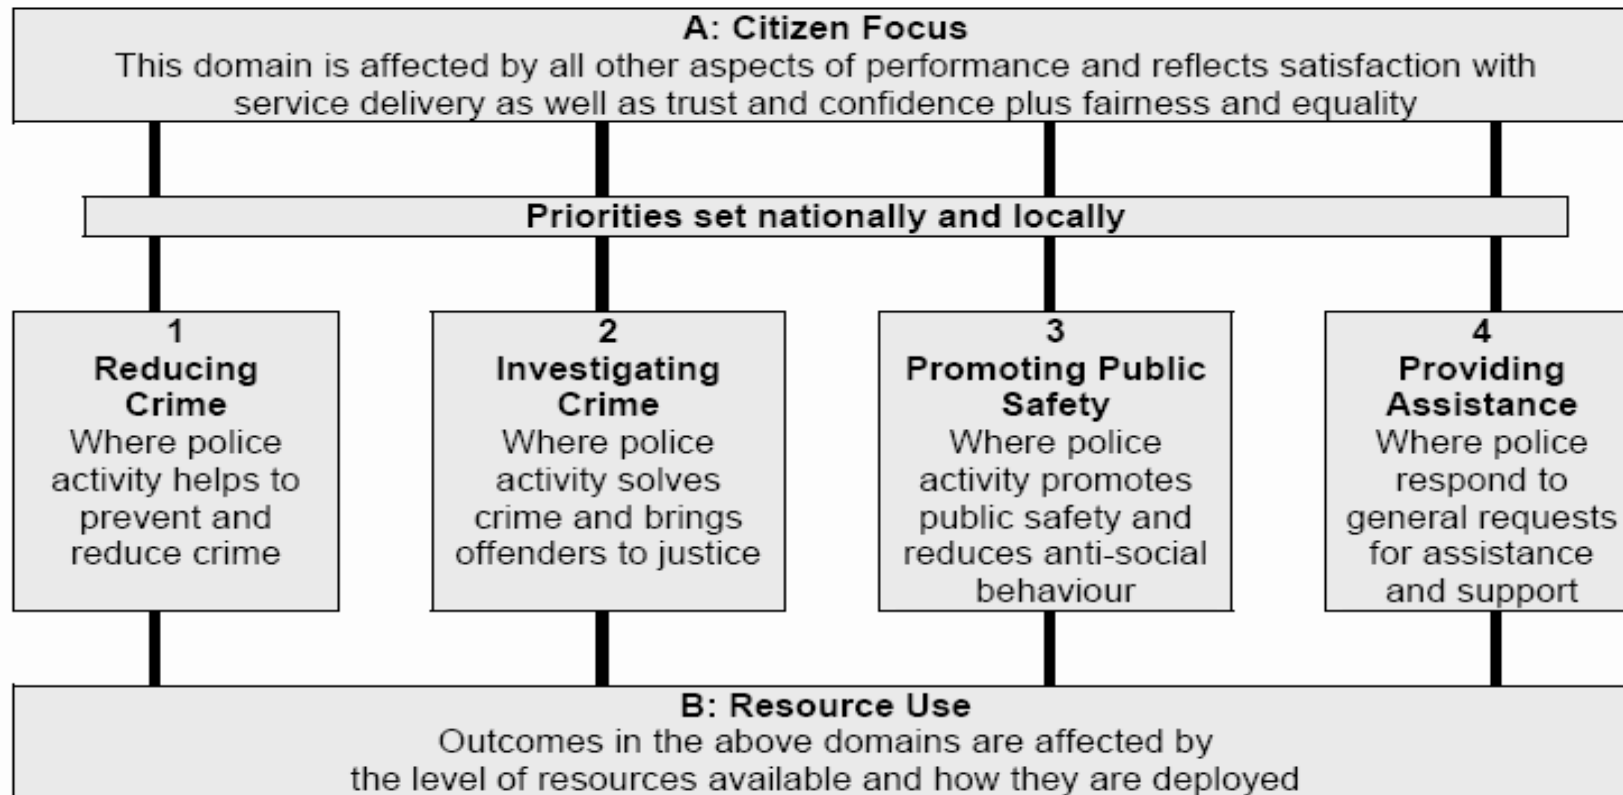 A: Citizen Focus
This domain is affected by all other aspects of performance and reflects satisfaction with
service delivery as well as trust and confidence plus fairness and equality
Priorities set nationally and locally
1
Reducing
Crime
Where police
activity helps to
prevent and
reduce crime
2
Investigating
Crime
Where police
activity solves
crime and brings
offenders to justice
3
Promoting Public
Safety
Where police
activity promotes
public safety and
reduces anti-social
behaviour
4
Providing
Assistance
Where police
respond to
general requests
for assistance
and support
B: Resource Use
Outcomes in the above domains are affected by
the level of resources available and how they are deployed